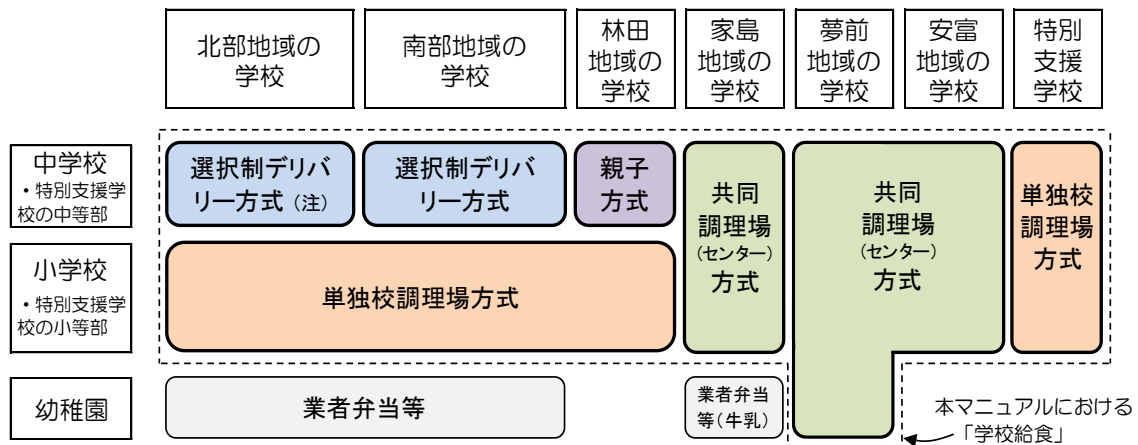 北部地域の
学校
南部地域の
学校
林田
地域の
学校
家島
地域の
学校
夢前
地域の
学校
安富
地域の
学校
特別
支援
学校
中学校
・特別支援学
校の中等部
選択制デリバ
リー方式（注）
選択制デリバ
リー方式
親子
方式
共同
調理場
(センター)
方式
共同
調理場
(センター)
方式
単独校
調理場
方式
小学校
・特別支援学
校の小等部
単独校調理場方式
幼稚園
業者弁当等
業者弁当
等(牛乳)
本マニュアルにおける
「学校給食」